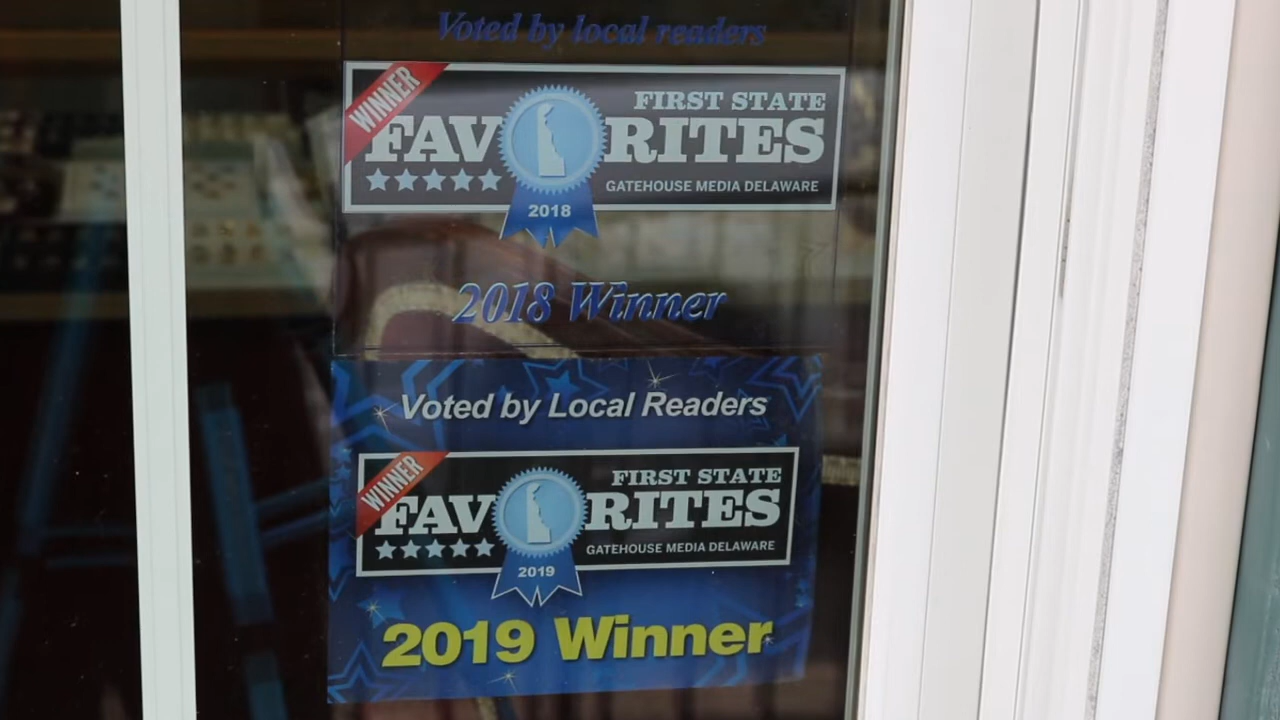 Voted by local readers
WINNER
FIRST STATE
FAVORITES
GATEHOUSE MEDIA DELAWARE
2018
2018 Winner
Voted by Local Readers
WINNER
FIRST STATE
FAVORITES
GATEHOUSE MEDIA DELAWARE
2019
2019 Winner